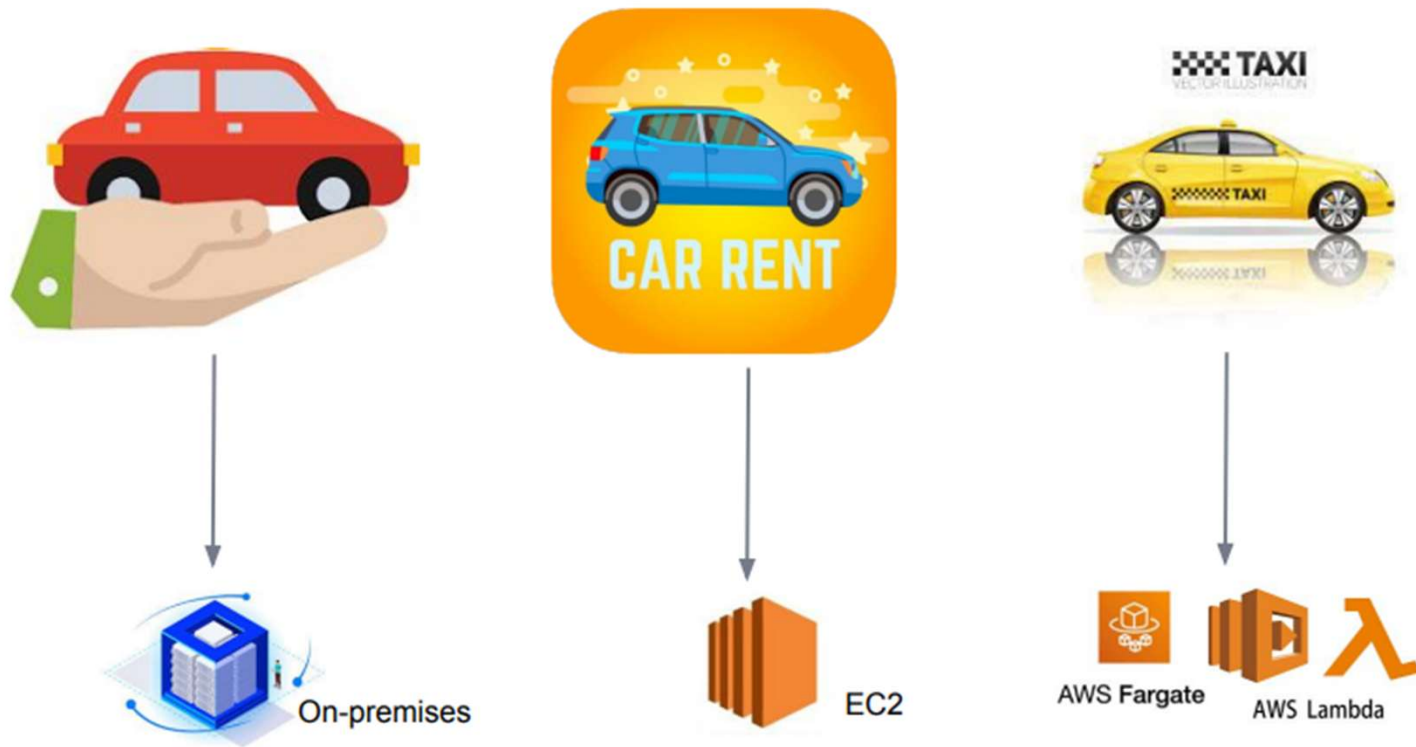 TAXI
VECTOR ILLUSTRATION
TAXI
CAR RENT
On-premises
EC2
AWS Fargate
AWS Lambda